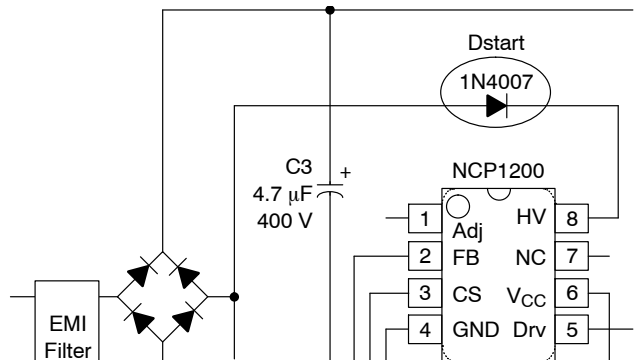 Dstart
1N4007
C3
+
4.7 μF
400 V
NCP1200
1
Adj
HV
8
2
FB
NC
7
3
CS
VCC
6
4
GND
Drv
5
EMI
Filter